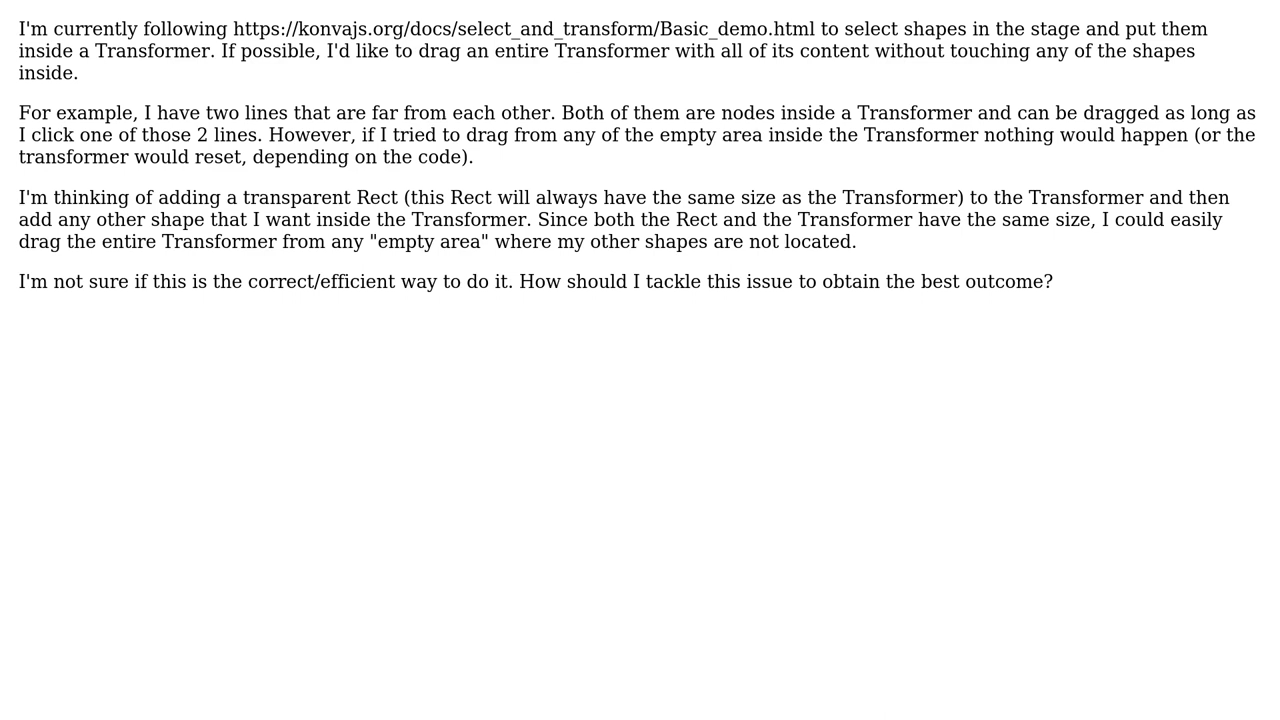 I'm currently following https://konvajs.org/docs/select_and_transform/Basic_demo.html to select shapes in the stage and put them
inside a Transformer. If possible, I'd like to drag an entire Transformer with all of its content without touching any of the shapes
inside.
For example, I have two lines that are far from each other. Both of them are nodes inside a Transformer and can be dragged as long as
I click one of those 2 lines. However, if I tried to drag from any of the empty area inside the Transformer nothing would happen (or the
transformer would reset, depending on the code).
I'm thinking of adding a transparent Rect (this Rect will always have the same size as the Transformer) to the Transformer and then
add any other shape that I want inside the Transformer. Since both the Rect and the Transformer have the same size, I could easily
drag the entire Transformer from any "empty area" where my other shapes are not located.
I'm not sure if this is the correct/efficient way to do it. How should I tackle this issue to obtain the best outcome?